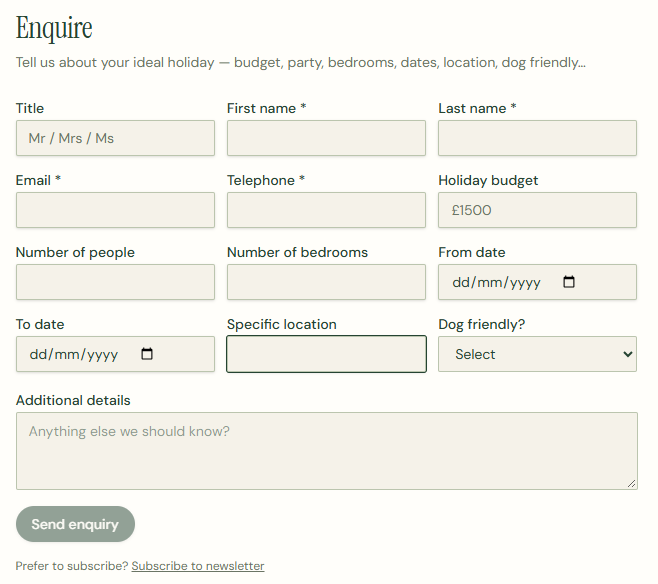 Enquire
Tell us about your ideal holiday — budget, party, bedrooms, dates, location, dog friendly...
Title First name * Last name *
Mr / Mrs / Ms
Email * Telephone * Holiday budget
£1500
Number of people Number of bedrooms From date
dd/mm/yyyy
To date Specific location Dog friendly?
dd/mm/yyyy Select
Additional details
Anything else we should know?
Send enquiry
Prefer to subscribe? Subscribe to newsletter